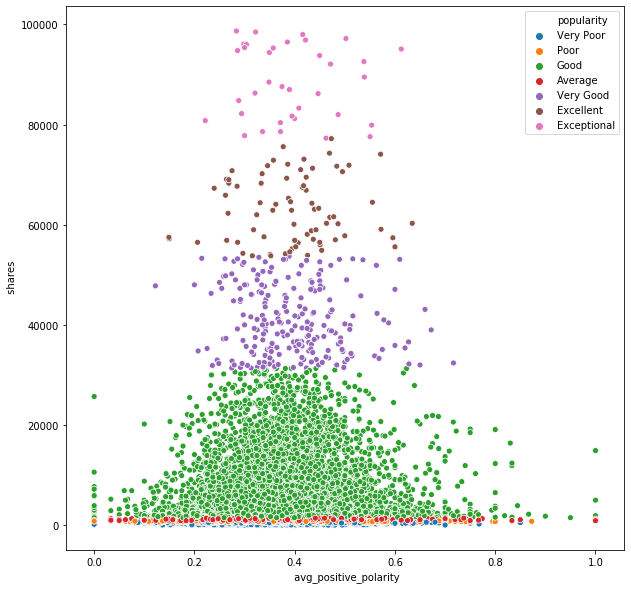 popularity
Very Poor
Poor
Good
Average
Very Good
Excellent
Exceptional
100000
80000
60000
40000
20000
0
shares
0.0 0.2 0.4 0.6 0.8 1.0
avg_positive_polarity